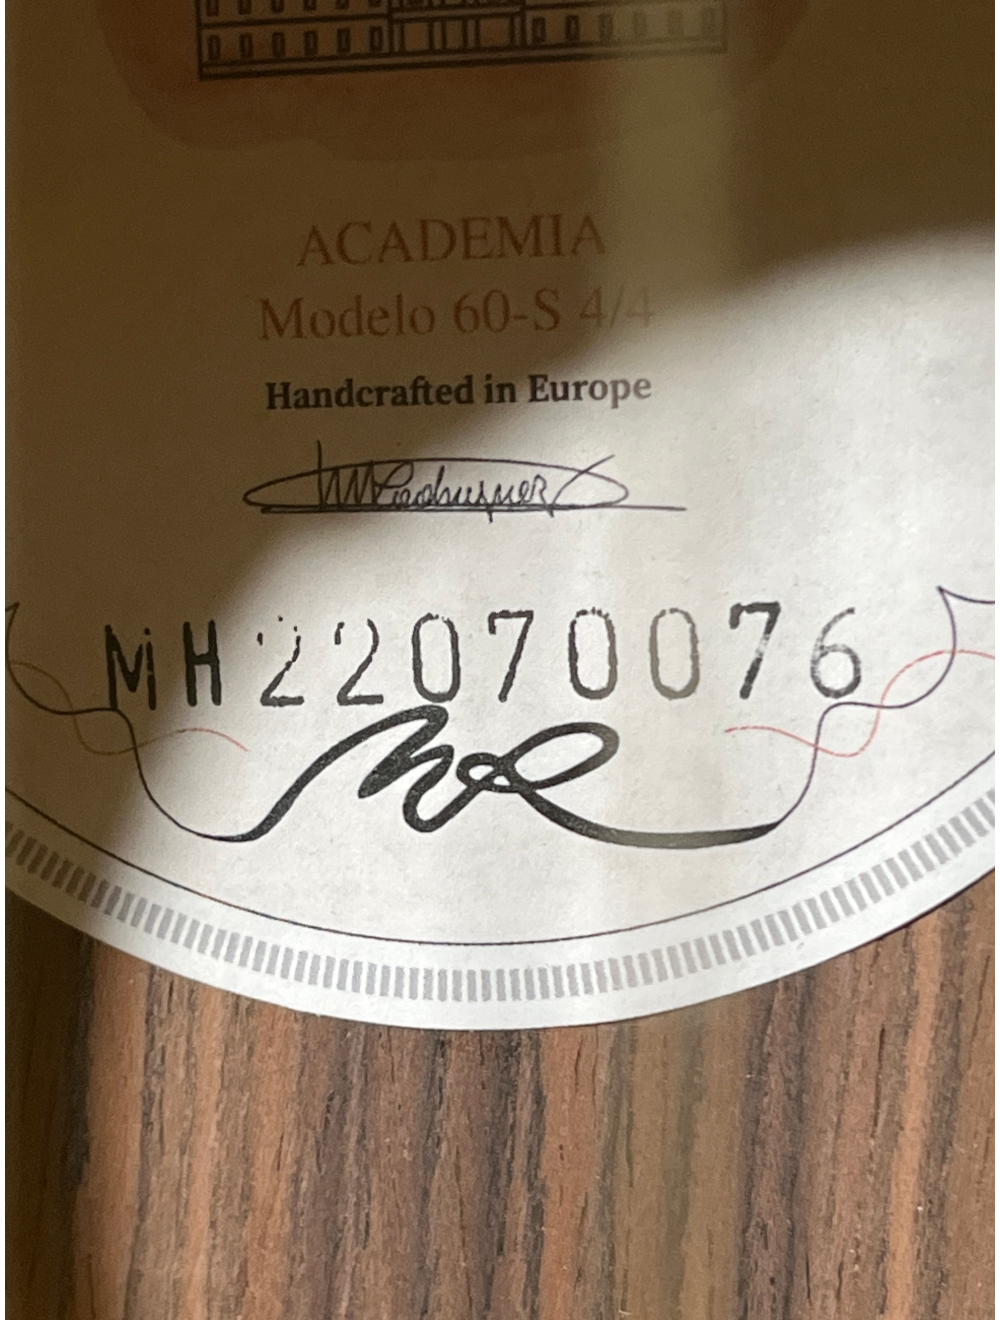 ACADEMIA
Modelo 60-S 4/4
Handcrafted in Europe
MH22070076